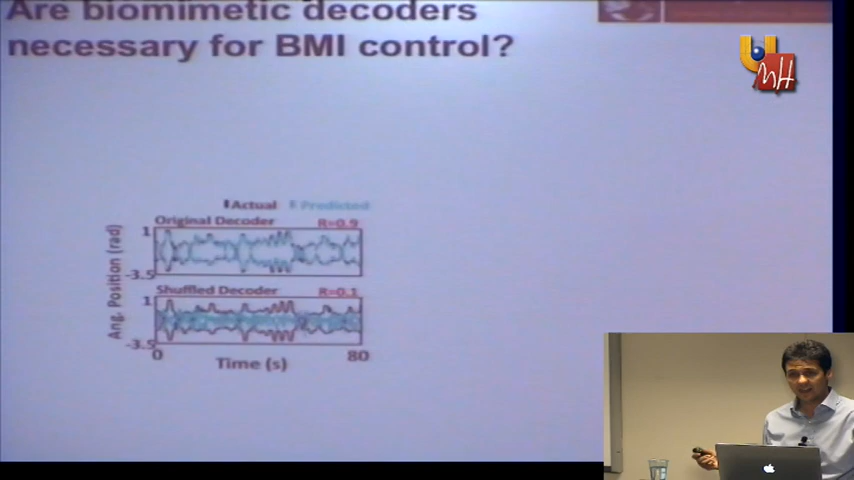 Are biomimetic decoders
necessary for BMI control?
Actual Predicted
Original Decoder R=0.9
1
-3.5
Shuffled Decoder R=0.1
1
-3.5
Ang. Position (rad)
0 80
Time (s)
UMH